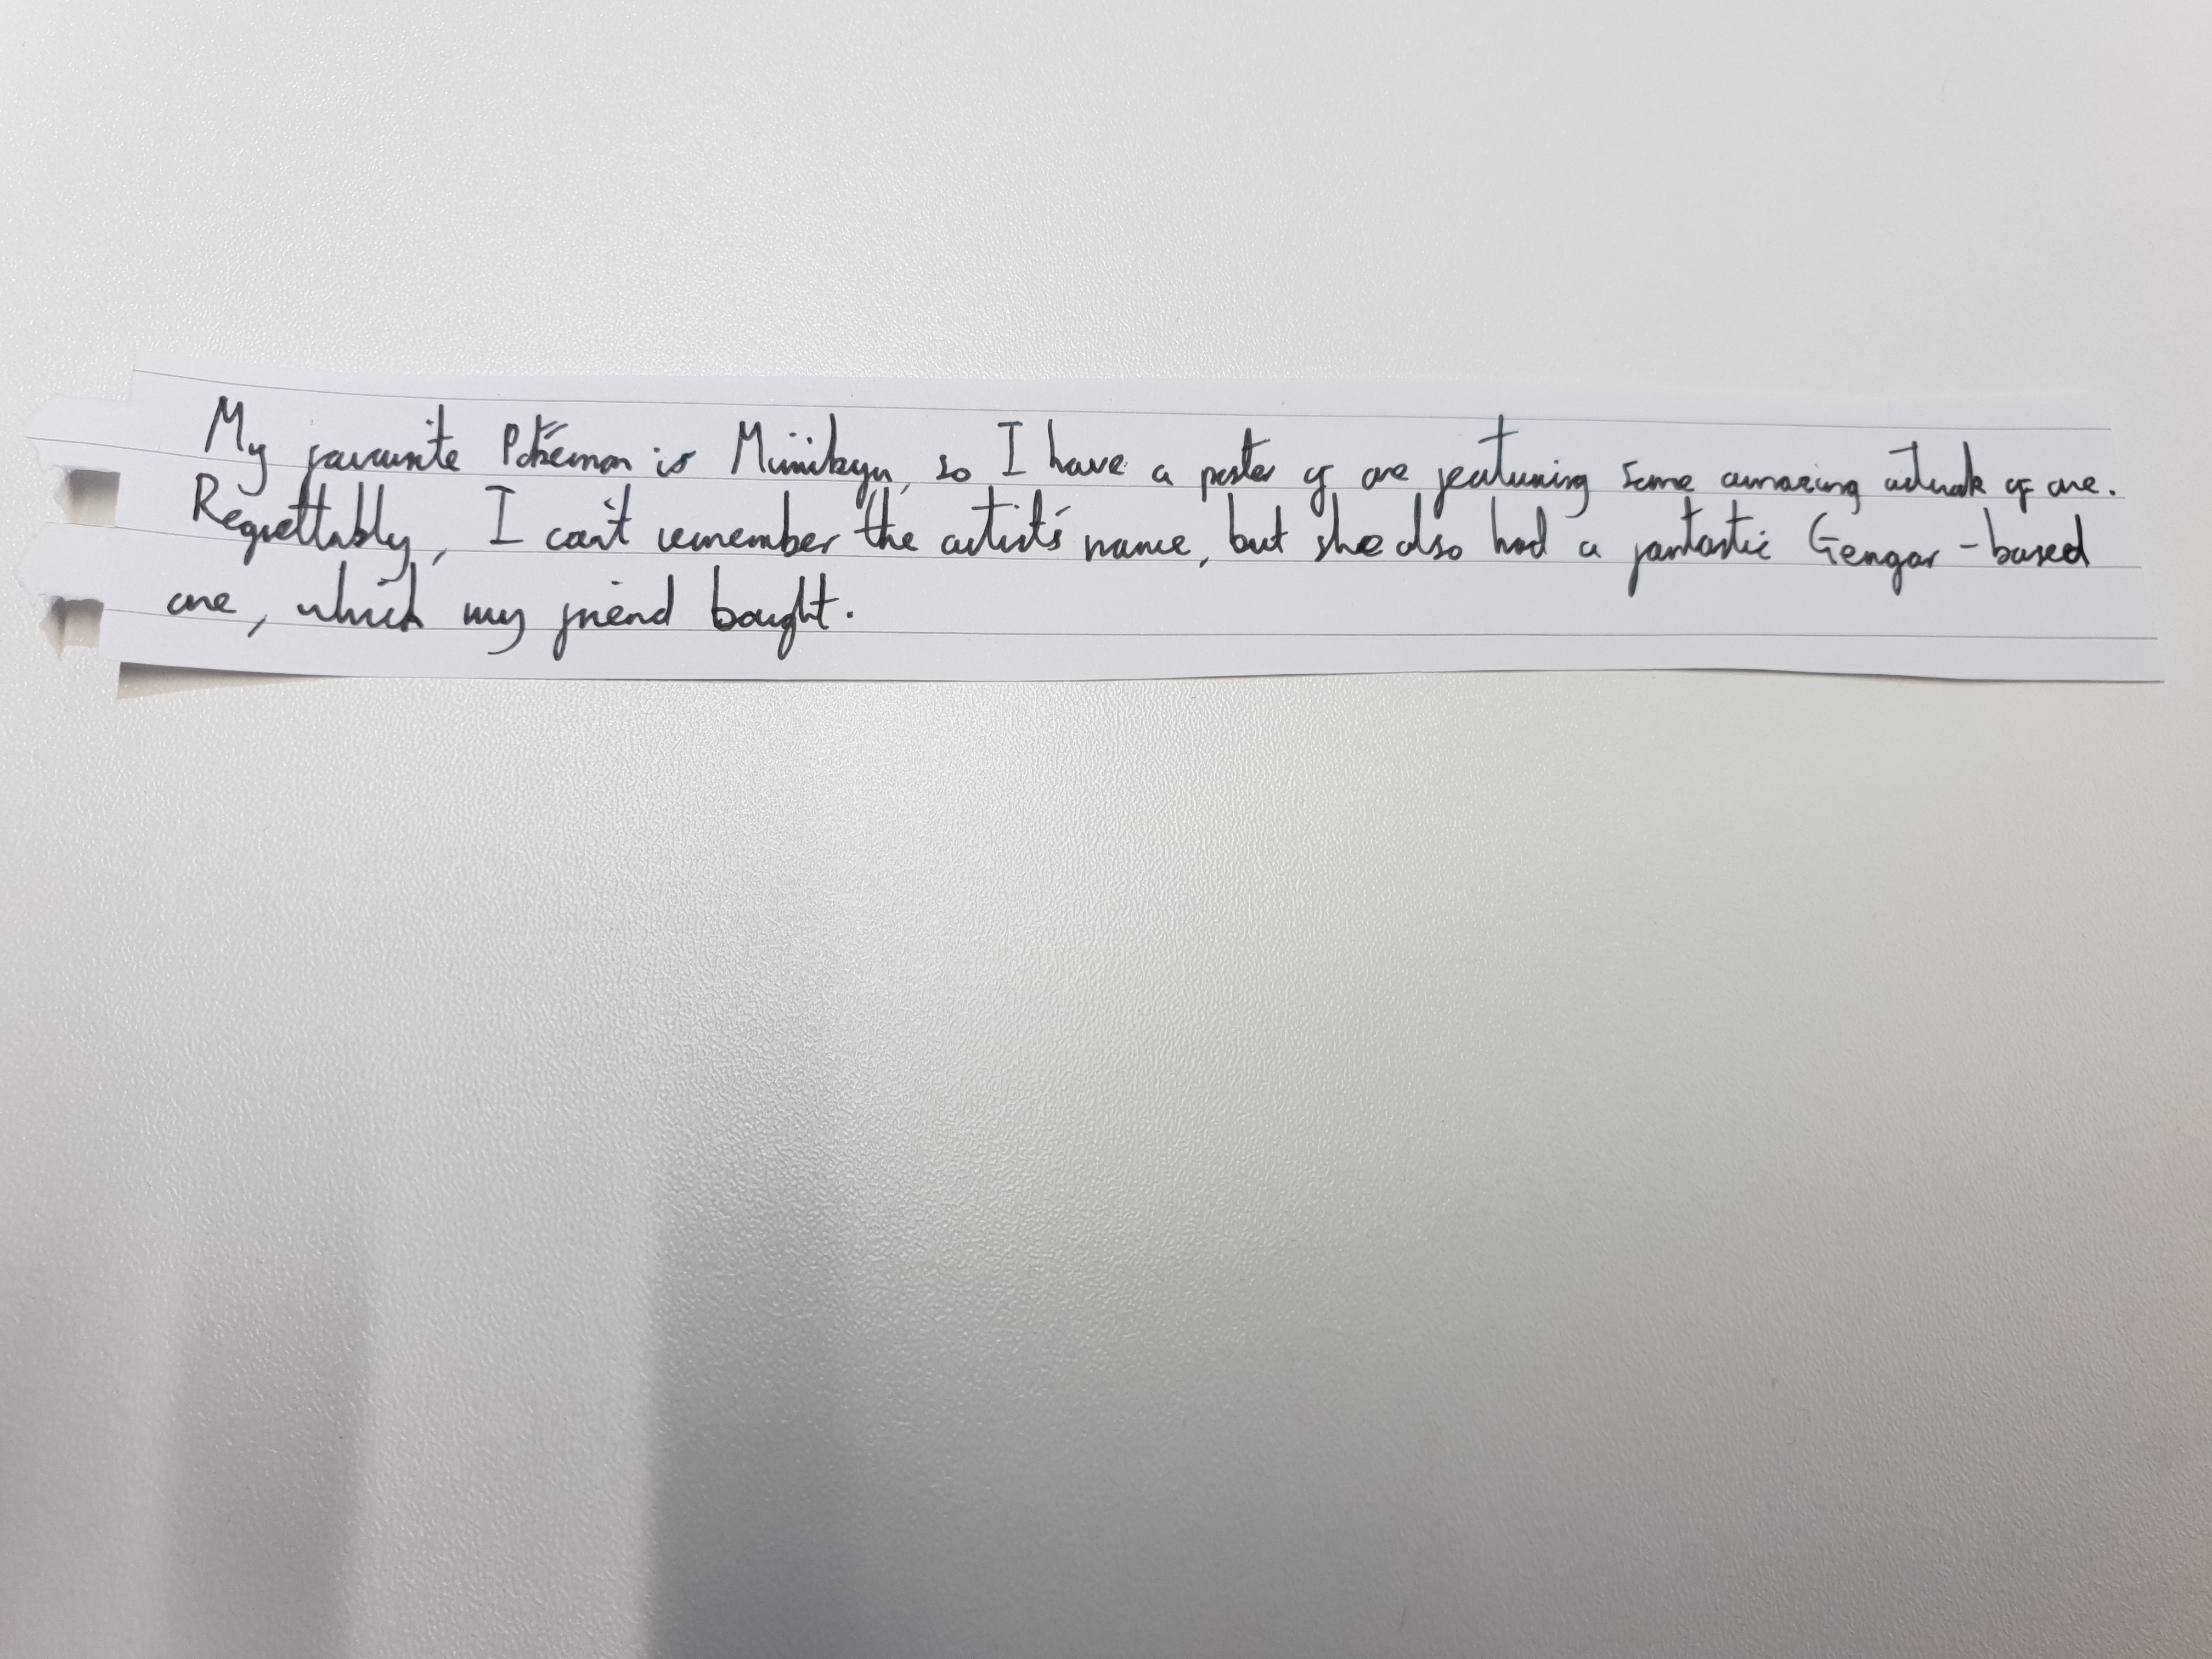 My favourite Pokémon is Mimikyu, so I have a poster of one featuring some amazing artwork of one.
Regrettably, I can't remember the artist's name, but she also had a fantastic Gengar-based
one, which my friend bought.